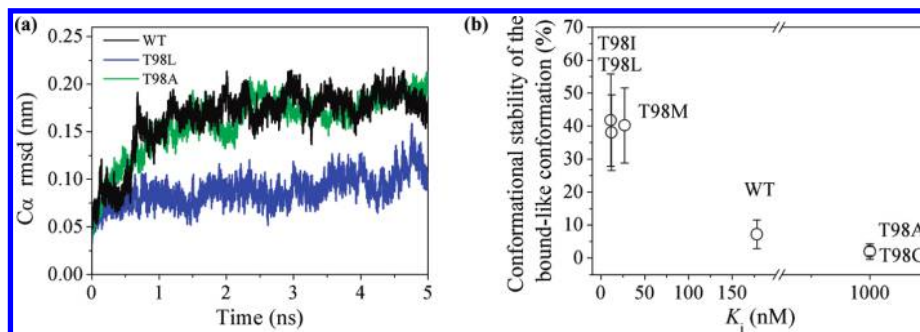 (a)
0.25
0.20
0.15
0.10
0.05
0.00
Cα rmsd (nm)
WT
T98L
T98A
0 1 2 3 4 5
Time (ns)
(b)
70
60
50
40
30
20
10
0
Conformational stability of the
bound-like conformation (%)
T98I
T98L
T98M
WT
T98A
T98C
0 50 100 150 1000
Ki (nM)